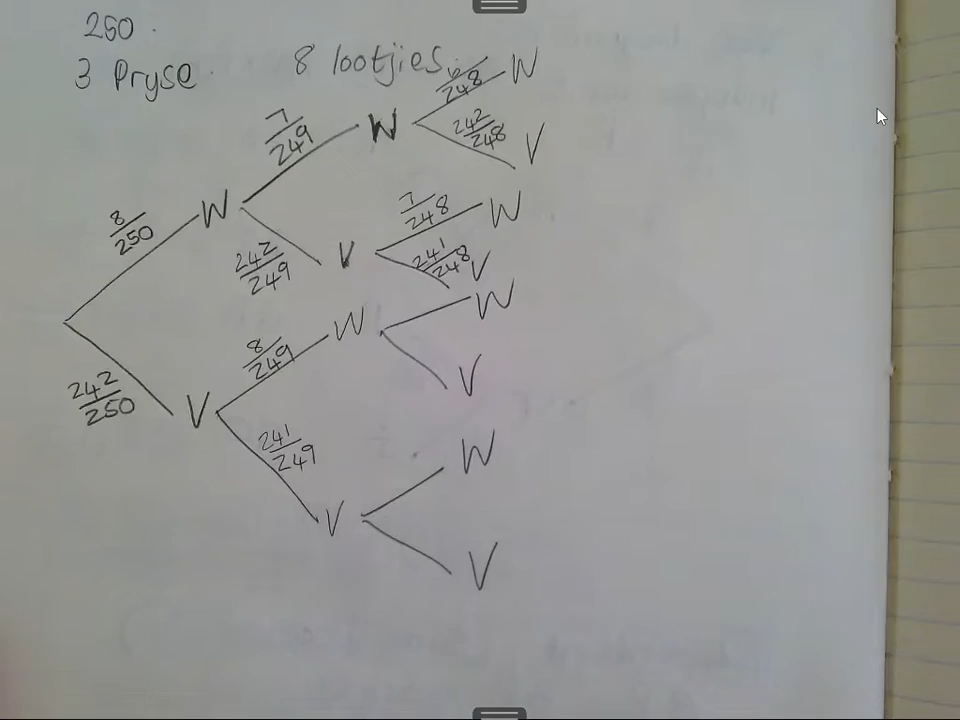 250.
3 Pryse.
8 lootjies.
6/248 W
7/249 W
242/248 V
8/250 W
7/248 W
242/249 V
241/248 V
W
8/249 W
V
242/250 V
241/249
W
V
V